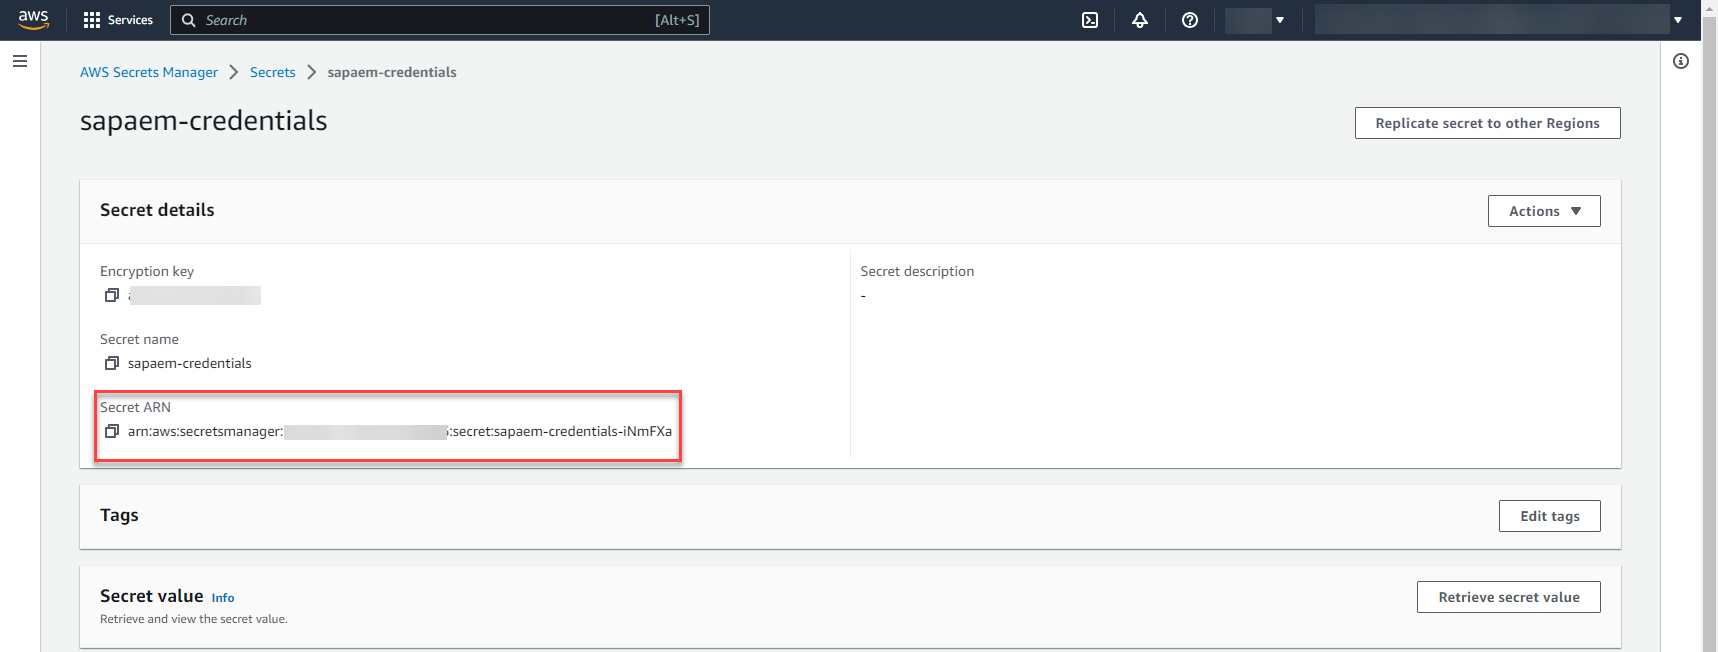 aws
Services
Search
[Alt+S]
AWS Secrets Manager > Secrets > sapaem-credentials
sapaem-credentials
Replicate secret to other Regions
Secret details
Actions
Encryption key
Secret description
-
Secret name
sapaem-credentials
Secret ARN
arn:aws:secretsmanager: :secret:sapaem-credentials-iNmFXa
Tags
Edit tags
Secret value Info
Retrieve and view the secret value.
Retrieve secret value